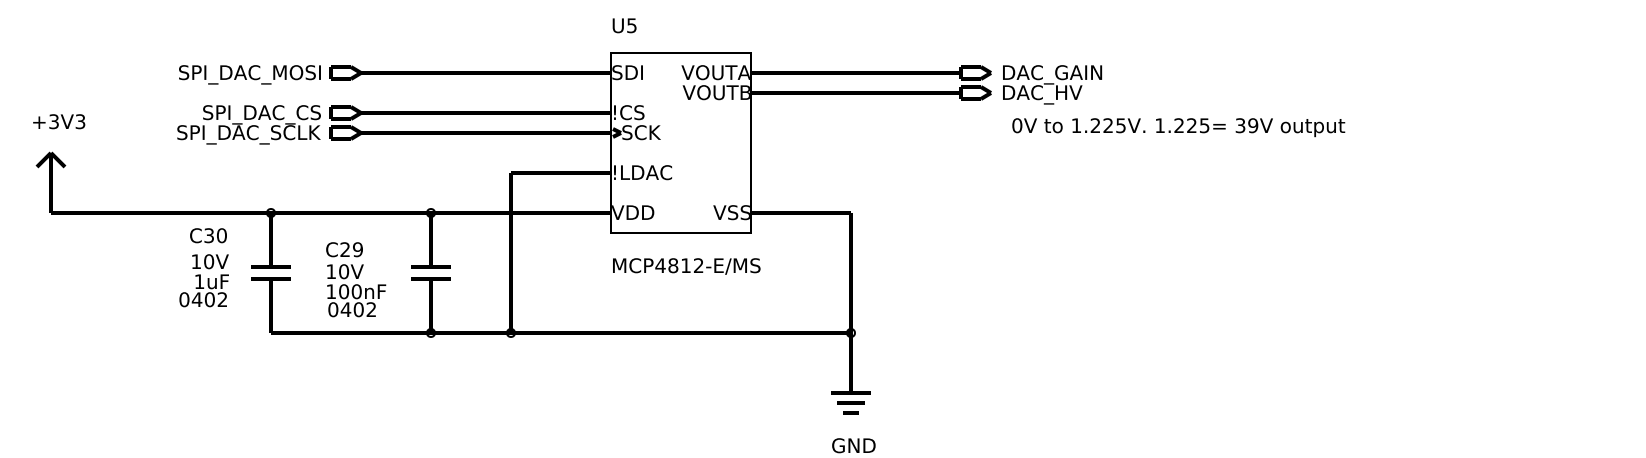 U5
SPI_DAC_MOSI
SDI
VOUTA
DAC_GAIN
VOUTB
DAC_HV
SPI_DAC_CS
!CS
+3V3
SPI_DAC_SCLK
SCK
0V to 1.225V. 1.225= 39V output
!LDAC
VDD
VSS
C30
10V
1uF
0402
C29
10V
100nF
0402
MCP4812-E/MS
GND